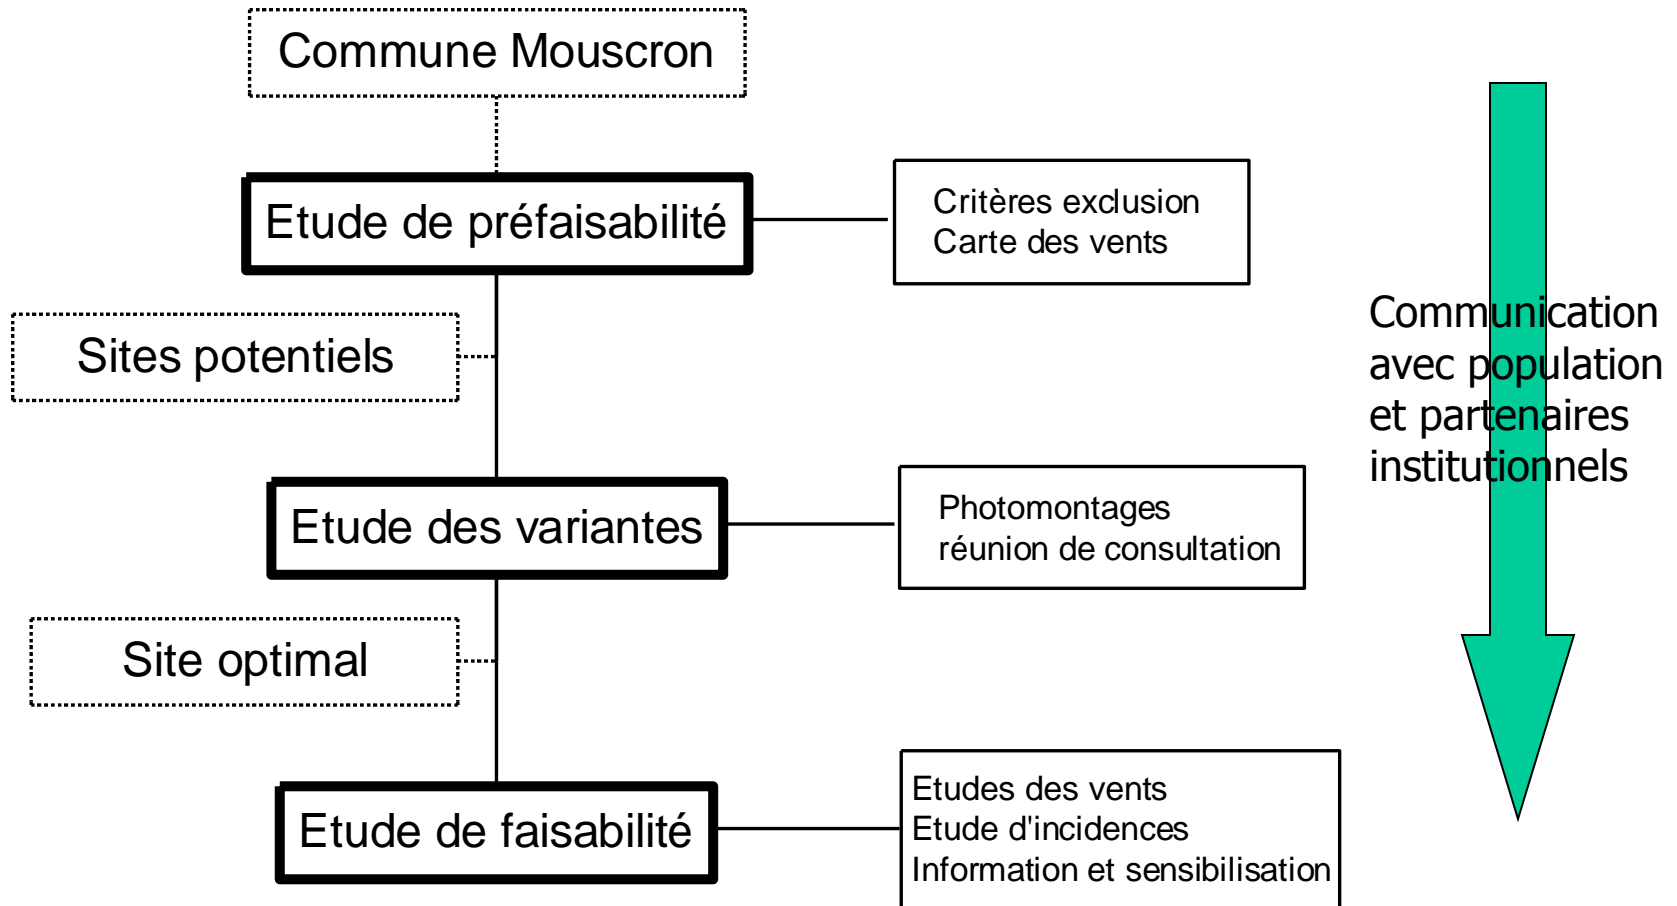 Commune Mouscron
Etude de préfaisabilité
Critères exclusion
Carte des vents
Sites potentiels
Communication
avec population
et partenaires
institutionnels
Etude des variantes
Photomontages
réunion de consultation
Site optimal
Etude de faisabilité
Etudes des vents
Etude d'incidences
Information et sensibilisation